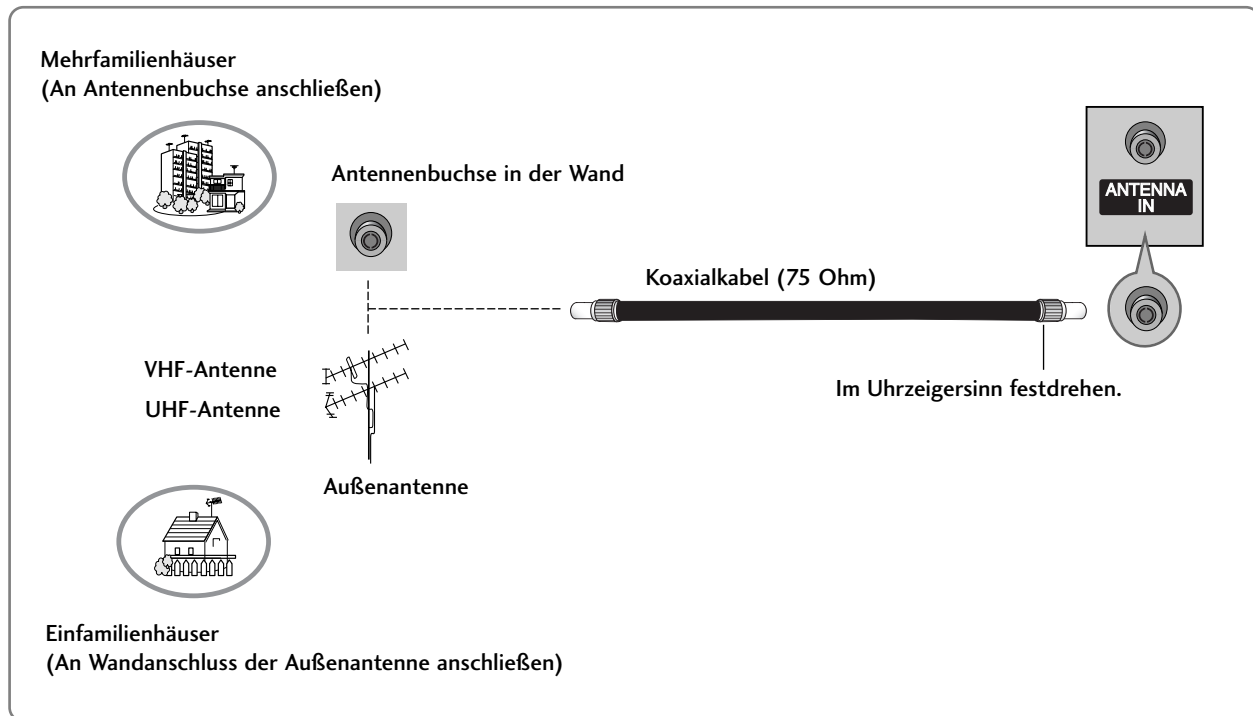 Mehrfamilienhäuser
(An Antennenbuchse anschließen)
Antennenbuchse in der Wand
ANTENNA
IN
Koaxialkabel (75 Ohm)
VHF-Antenne
UHF-Antenne
Im Uhrzeigersinn festdrehen.
Außenantenne
Einfamilienhäuser
(An Wandanschluss der Außenantenne anschließen)